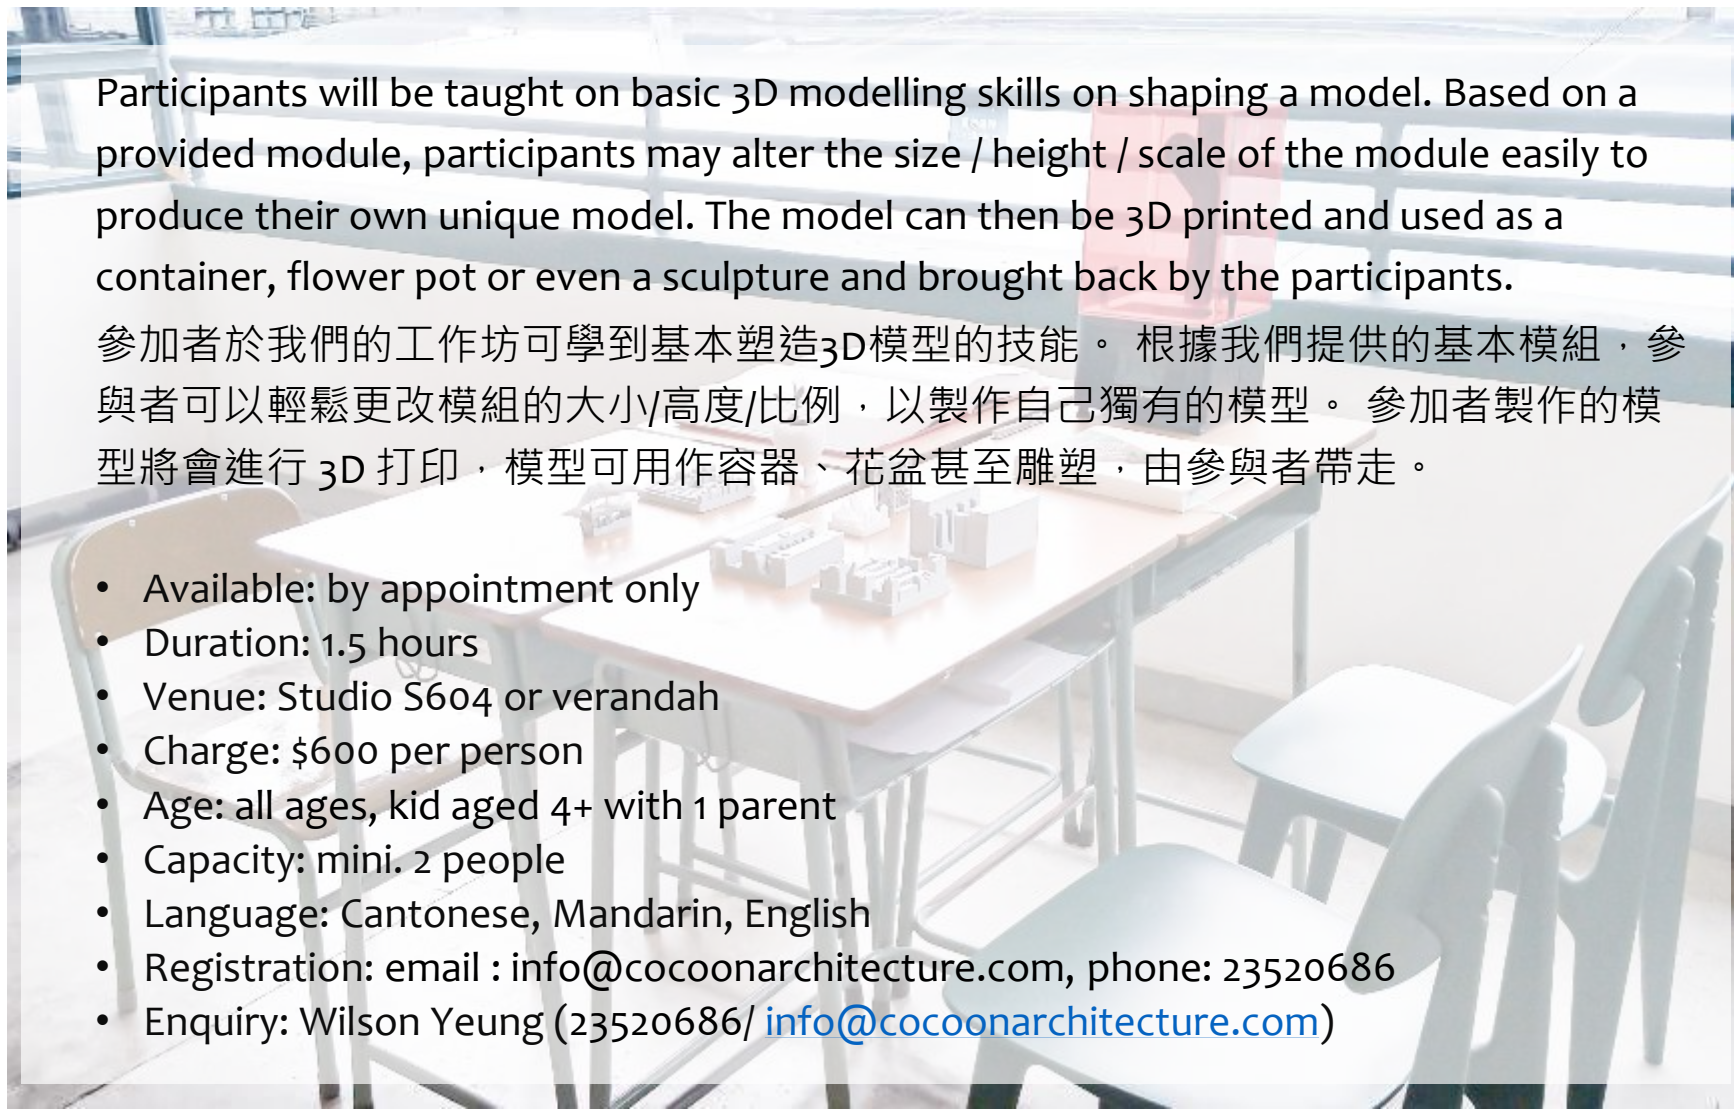 Participants will be taught on basic 3D modelling skills on shaping a model. Based on a
provided module, participants may alter the size / height / scale of the module easily to
produce their own unique model. The model can then be 3D printed and used as a
container, flower pot or even a sculpture and brought back by the participants.
參加者於我們的工作坊可學到基本塑造3D模型的技能。 根據我們提供的基本模組，參
與者可以輕鬆更改模組的大小/高度/比例，以製作自己獨有的模型。 參加者製作的模
型將會進行 3D 打印，模型可用作容器、花盆甚至雕塑，由參與者帶走。
• Available: by appointment only
• Duration: 1.5 hours
• Venue: Studio S604 or verandah
• Charge: $600 per person
• Age: all ages, kid aged 4+ with 1 parent
• Capacity: mini. 2 people
• Language: Cantonese, Mandarin, English
• Registration: email : info@cocoonarchitecture.com, phone: 23520686
• Enquiry: Wilson Yeung (23520686/ info@cocoonarchitecture.com)